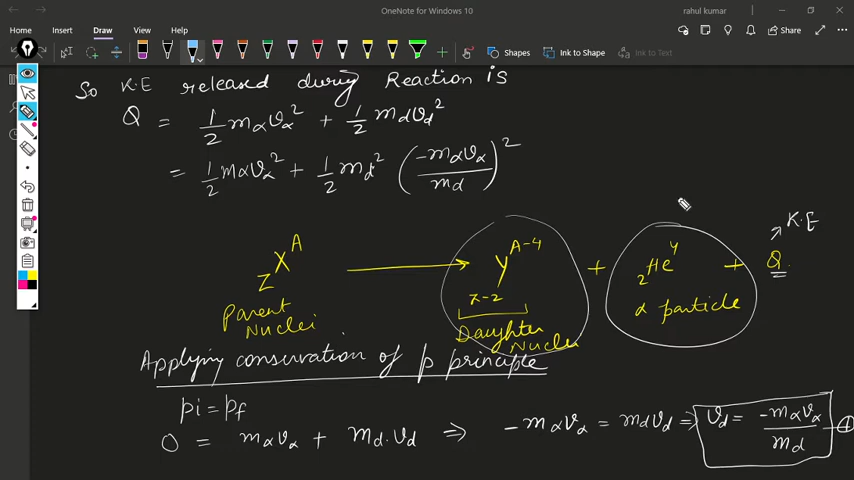 OneNote for Windows 10
rahul kumar
Home Insert Draw View Help
Share
Shapes Ink to Shape Ink to Text
So K.E released during Reaction is
Q = 1/2 mαvα² + 1/2 mdvd²
= 1/2 mαvα² + 1/2 md² (-mαvα/md)²
K.E
zX^A → z-2Y^A-4 + 2He^4 + Q
Parent Nuclei
Daughter Nuclei
α particle
Applying conservation of p principle
pi = pf
0 = mαvα + md.vd ⇒ -mαvα = mdvd ⇒ vd = -mαvα/md